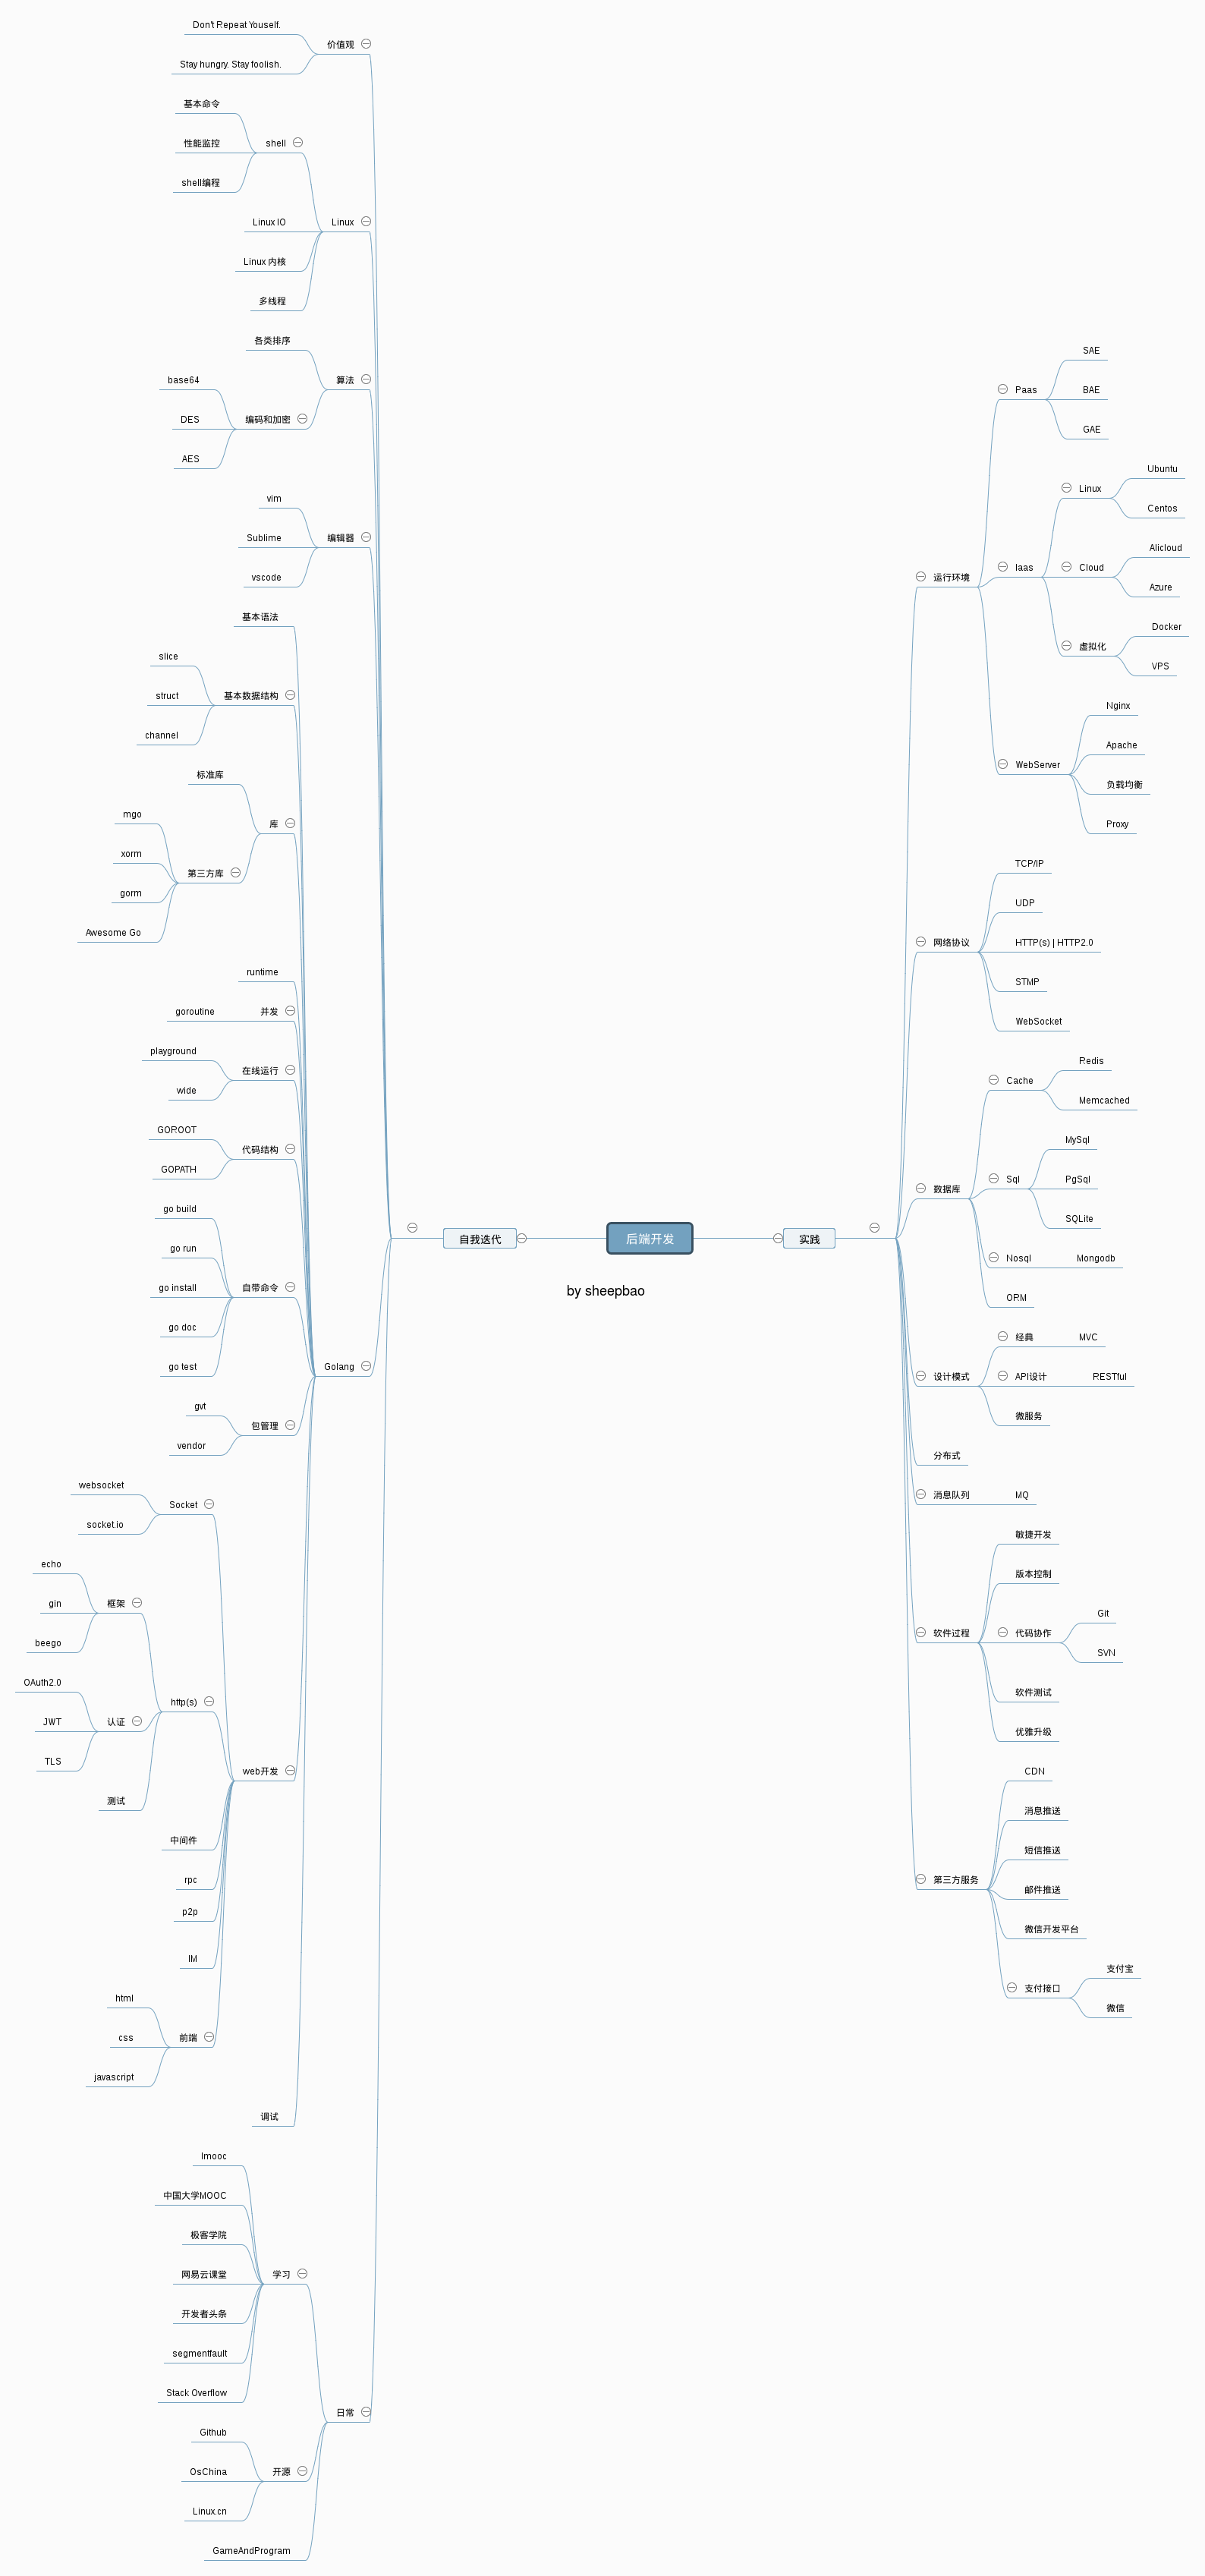 后端开发
by sheepbao
自我迭代
价值观
Don't Repeat Youself.
Stay hungry. Stay foolish.
Linux
shell
基本命令
性能监控
shell编程
Linux IO
Linux 内核
多线程
算法
各类排序
编码和加密
base64
DES
AES
编辑器
vim
Sublime
vscode
Golang
基本语法
基本数据结构
slice
struct
channel
库
标准库
第三方库
mgo
xorm
gorm
Awesome Go
runtime
并发
goroutine
在线运行
playground
wide
代码结构
GOROOT
GOPATH
自带命令
go build
go run
go install
go doc
go test
包管理
gvt
vendor
web开发
Socket
websocket
socket.io
http(s)
框架
echo
gin
beego
认证
OAuth2.0
JWT
TLS
测试
中间件
rpc
p2p
IM
前端
html
css
javascript
调试
日常
学习
Imooc
中国大学MOOC
极客学院
网易云课堂
开发者头条
segmentfault
Stack Overflow
开源
Github
OsChina
Linux.cn
GameAndProgram
实践
运行环境
Paas
SAE
BAE
GAE
Iaas
Linux
Ubuntu
Centos
Cloud
Alicloud
Azure
虚拟化
Docker
VPS
WebServer
Nginx
Apache
负载均衡
Proxy
网络协议
TCP/IP
UDP
HTTP(s) | HTTP2.0
STMP
WebSocket
数据库
Cache
Redis
Memcached
Sql
MySql
PgSql
SQLite
Nosql
Mongodb
ORM
设计模式
经典
MVC
API设计
RESTful
微服务
分布式
消息队列
MQ
软件过程
敏捷开发
版本控制
代码协作
Git
SVN
软件测试
优雅升级
第三方服务
CDN
消息推送
短信推送
邮件推送
微信开发平台
支付接口
支付宝
微信